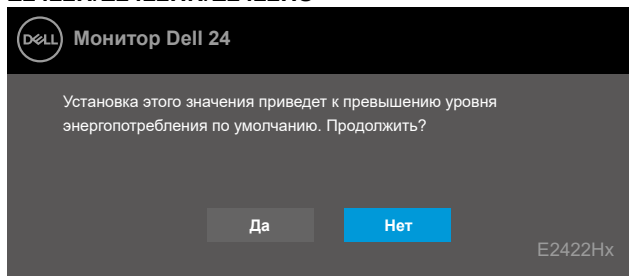 DELL Монитор Dell 24
Установка этого значения приведет к превышению уровня
энергопотребления по умолчанию. Продолжить?
Да Нет
E2422Hx